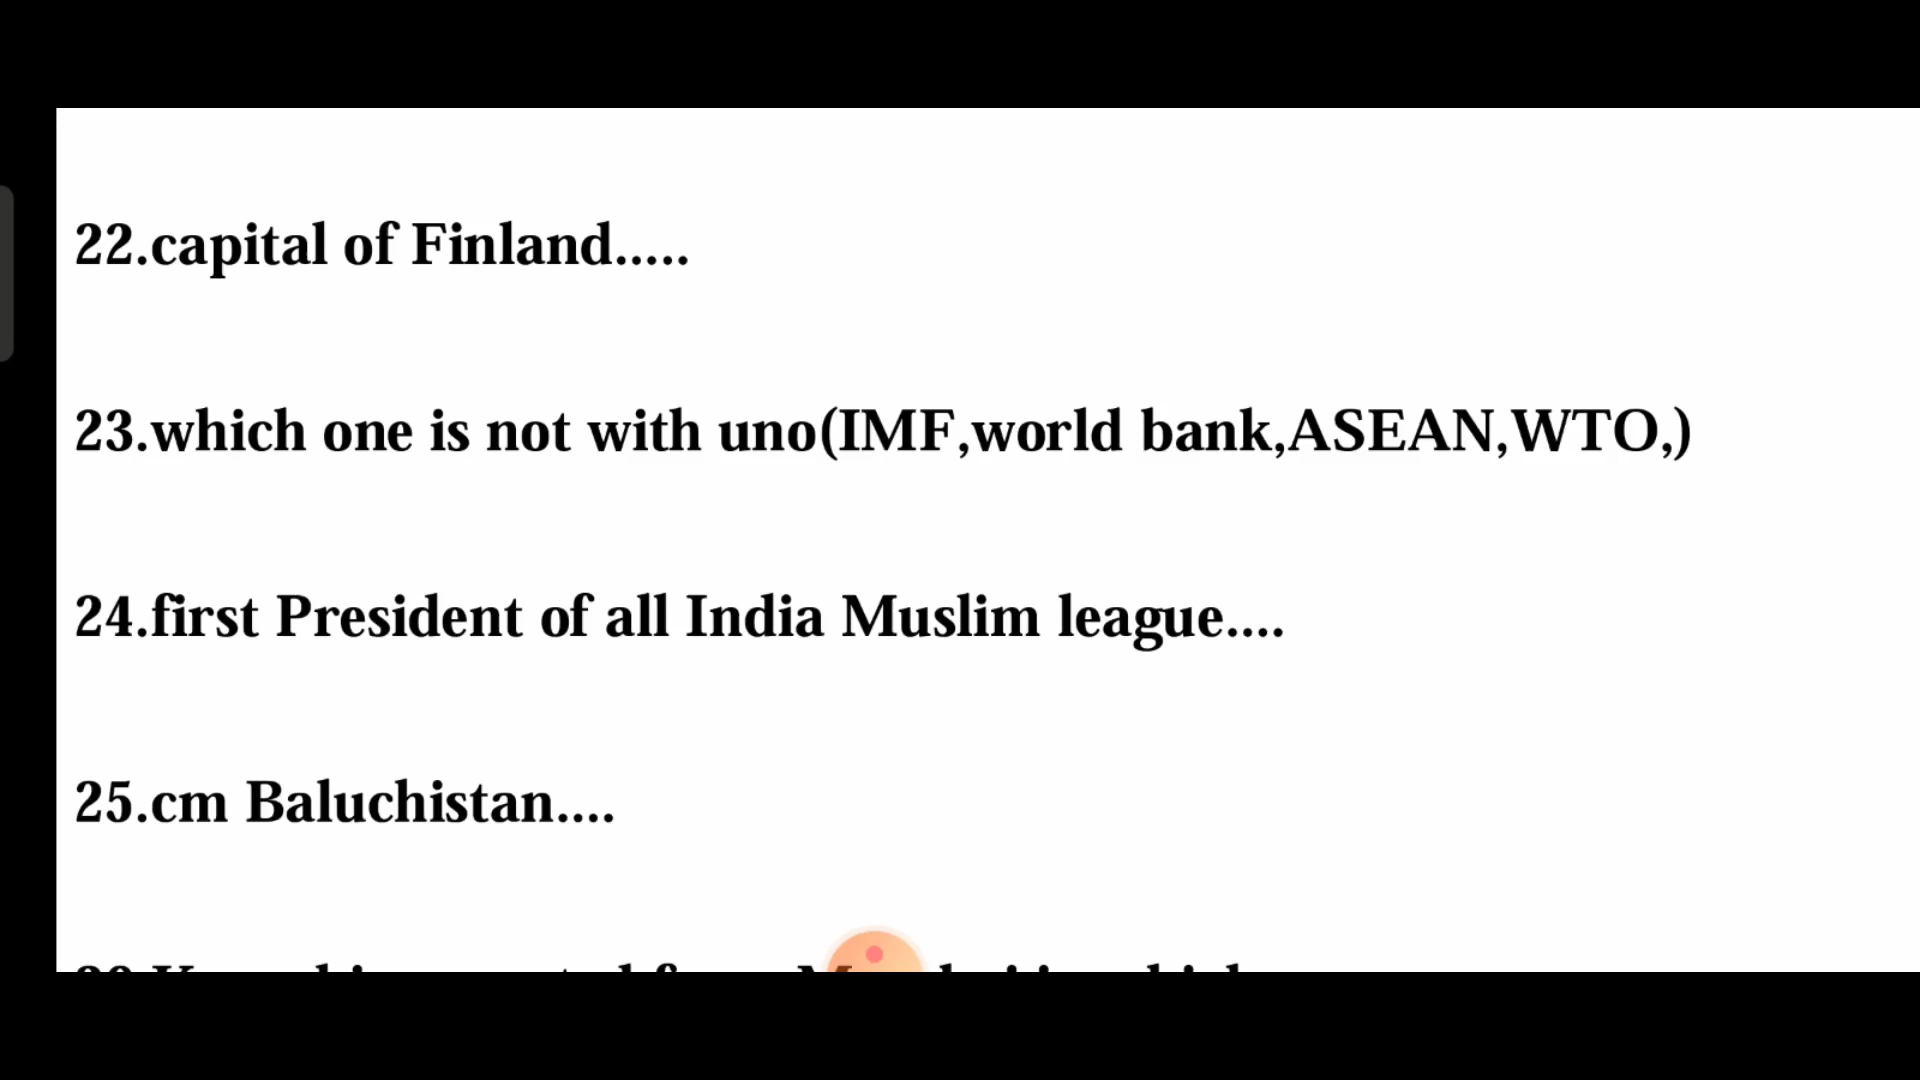 22.capital of Finland.....
23.which one is not with uno(IMF,world bank,ASEAN,WTO,)
24.first President of all India Muslim league....
25.cm Baluchistan....